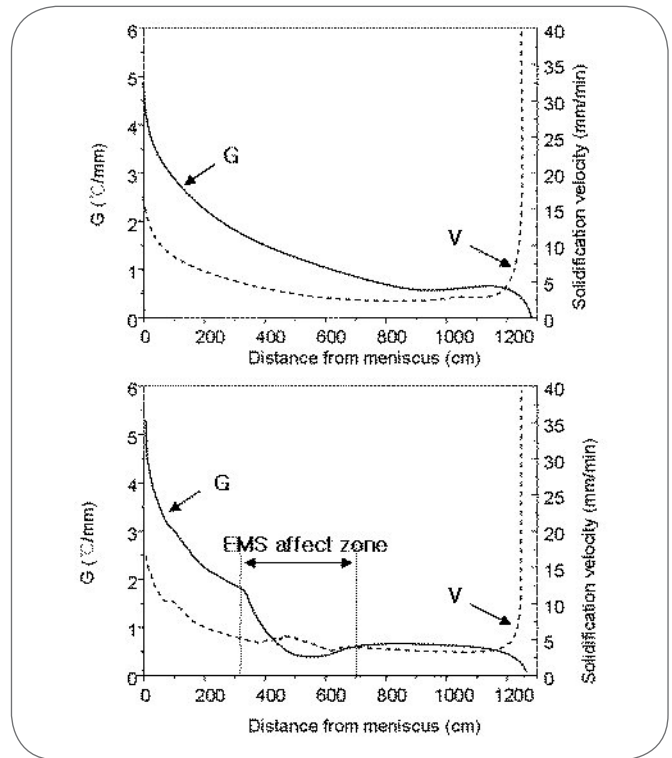 6
5
4
3
2
1
0
G (℃/mm)
40
35
30
25
20
15
10
5
0
Solidification velocity (mm/min)
G
V
0 200 400 600 800 1000 1200
Distance from meniscus (cm)
6
5
4
3
2
1
0
G (℃/mm)
40
35
30
25
20
15
10
5
0
Solidification velocity (mm/min)
G
EMS affect zone
V
0 200 400 600 800 1000 1200
Distance from meniscus (cm)